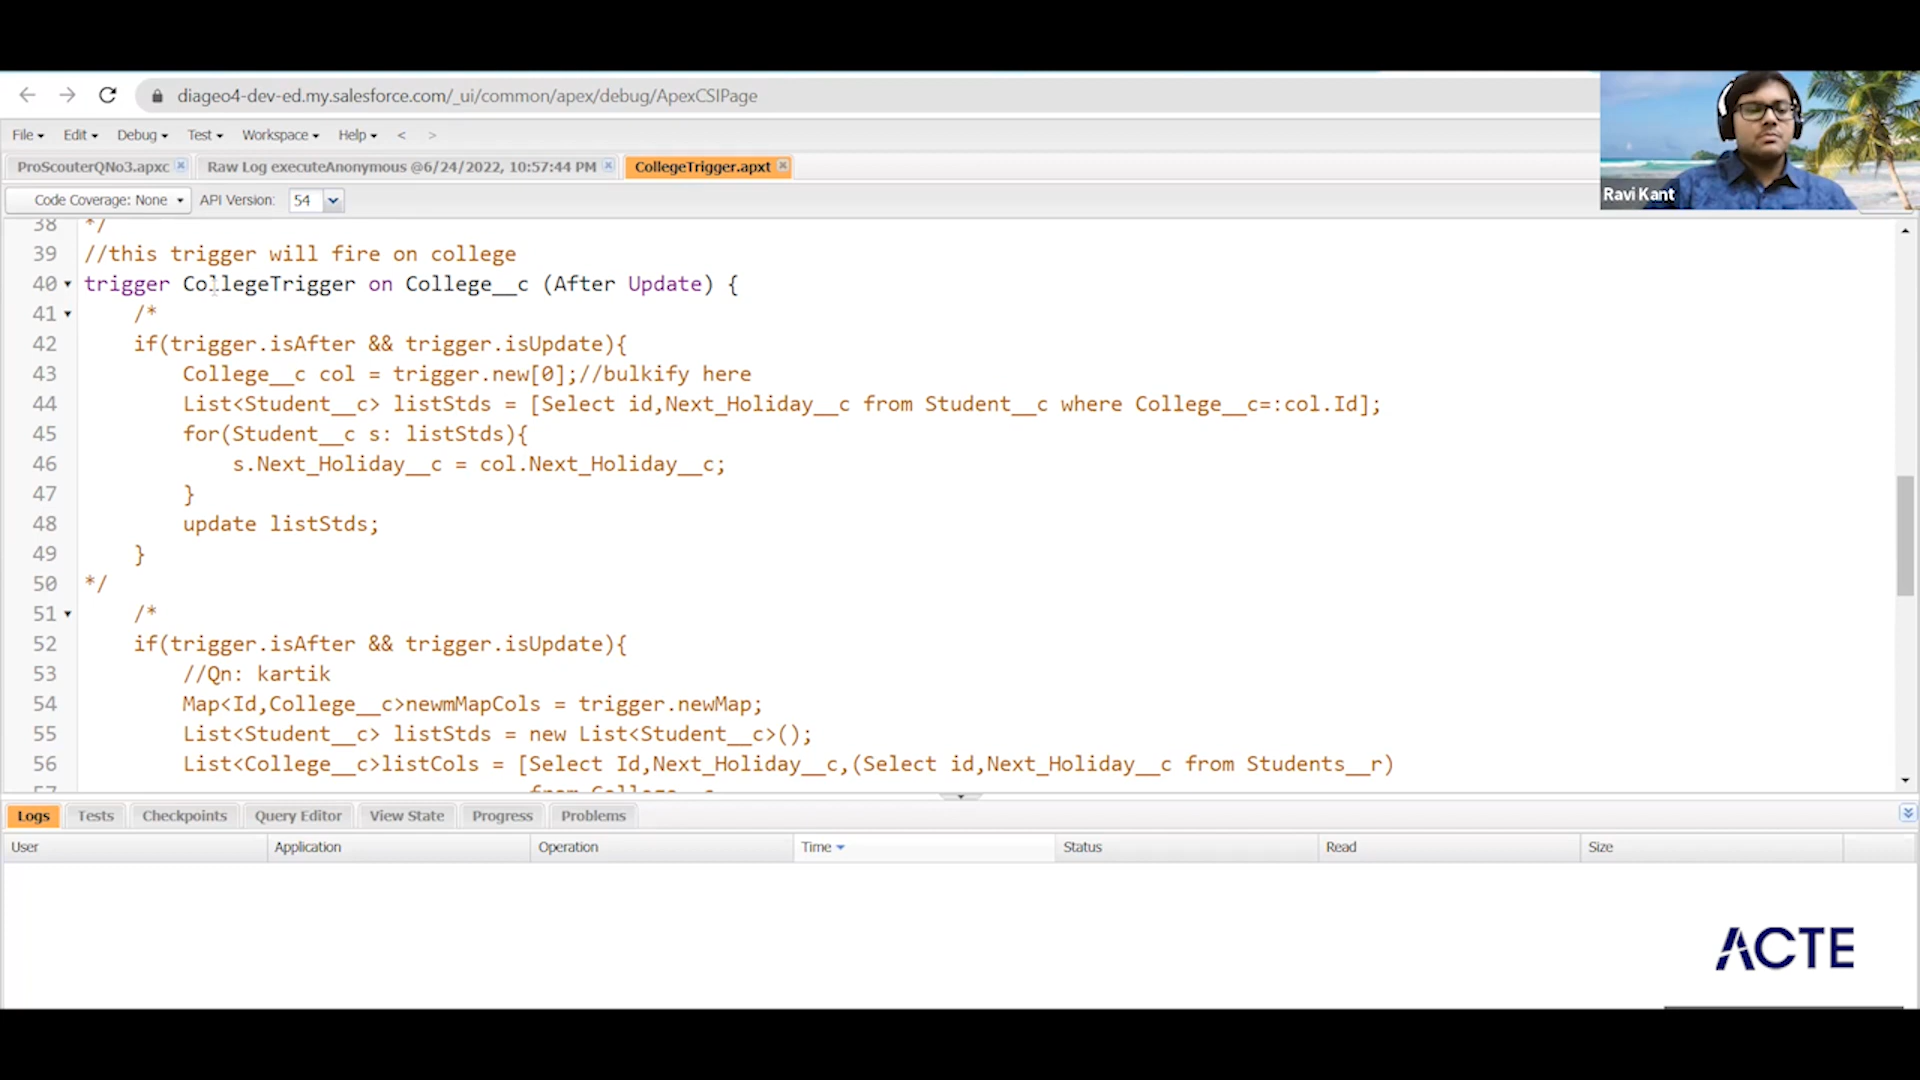 diageo4-dev-ed.my.salesforce.com/_ui/common/apex/debug/ApexCSIPage
File Edit Debug Test Workspace Help < >
ProScouterQNo3.apxc Raw Log executeAnonymous @6/24/2022, 10:57:44 PM CollegeTrigger.apxt
Ravi Kant
Code Coverage: None API Version: 54
38 */
39 //this trigger will fire on college
40 trigger CollegeTrigger on College__c (After Update) {
41 /*
42 if(trigger.isAfter && trigger.isUpdate){
43 College__c col = trigger.new[0];//bulkify here
44 List<Student__c> listStds = [Select id,Next_Holiday__c from Student__c where College__c=:col.Id];
45 for(Student__c s: listStds){
46 s.Next_Holiday__c = col.Next_Holiday__c;
47 }
48 update listStds;
49 }
50 */
51 /*
52 if(trigger.isAfter && trigger.isUpdate){
53 //Qn: kartik
54 Map<Id,College__c>newmMapCols = trigger.newMap;
55 List<Student__c> listStds = new List<Student__c>();
56 List<College__c>listCols = [Select Id,Next_Holiday__c,(Select id,Next_Holiday__c from Students__r)
57 from College__c
Logs Tests Checkpoints Query Editor View State Progress Problems
User Application Operation Time Status Read Size
ACTE